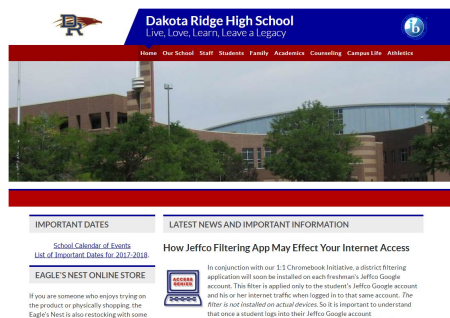 DR
Dakota Ridge High School
Live, Love, Learn, Leave a Legacy
Home Our School Staff Students Family Academics Counseling Campus Life Athletics
IMPORTANT DATES
School Calendar of Events
List of Important Dates for 2017-2018.
EAGLE'S NEST ONLINE STORE
If you are someone who enjoys trying on
the product or physically shopping, the
Eagle's Nest is also restocking with some
LATEST NEWS AND IMPORTANT INFORMATION
How Jeffco Filtering App May Effect Your Internet Access
ACCESS
DENIED
In conjunction with our 1:1 Chromebook Initiative, a district filtering
application will soon be installed on each freshman's Jeffco Google
account. This filter is applied only to the student's Jeffco Google account
and his or her internet traffic when logged in to that same account. The
filter is not installed on actual devices. So it is important to understand
that once a student logs into their Jeffco Google account